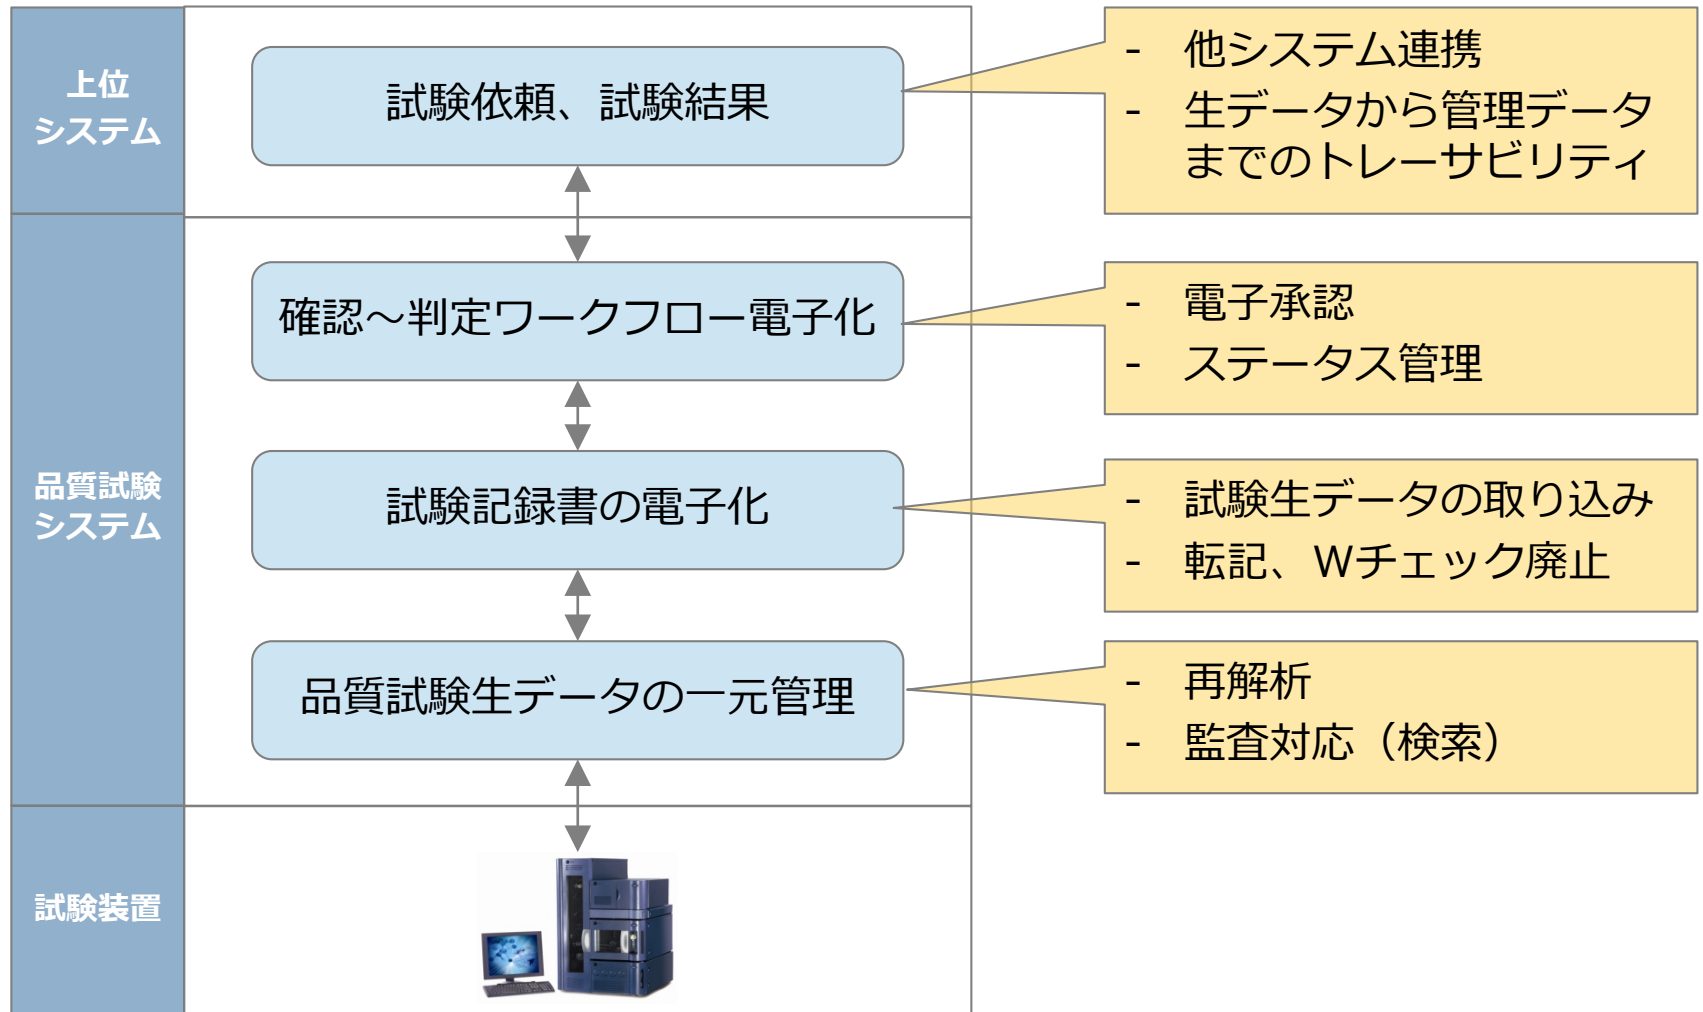 上位
システム
試験依頼、試験結果
- 他システム連携
- 生データから管理データ
までのトレーサビリティ
品質試験
システム
確認～判定ワークフロー電子化
- 電子承認
- ステータス管理
試験記録書の電子化
- 試験生データの取り込み
- 転記、Wチェック廃止
品質試験生データの一元管理
- 再解析
- 監査対応（検索）
試験装置